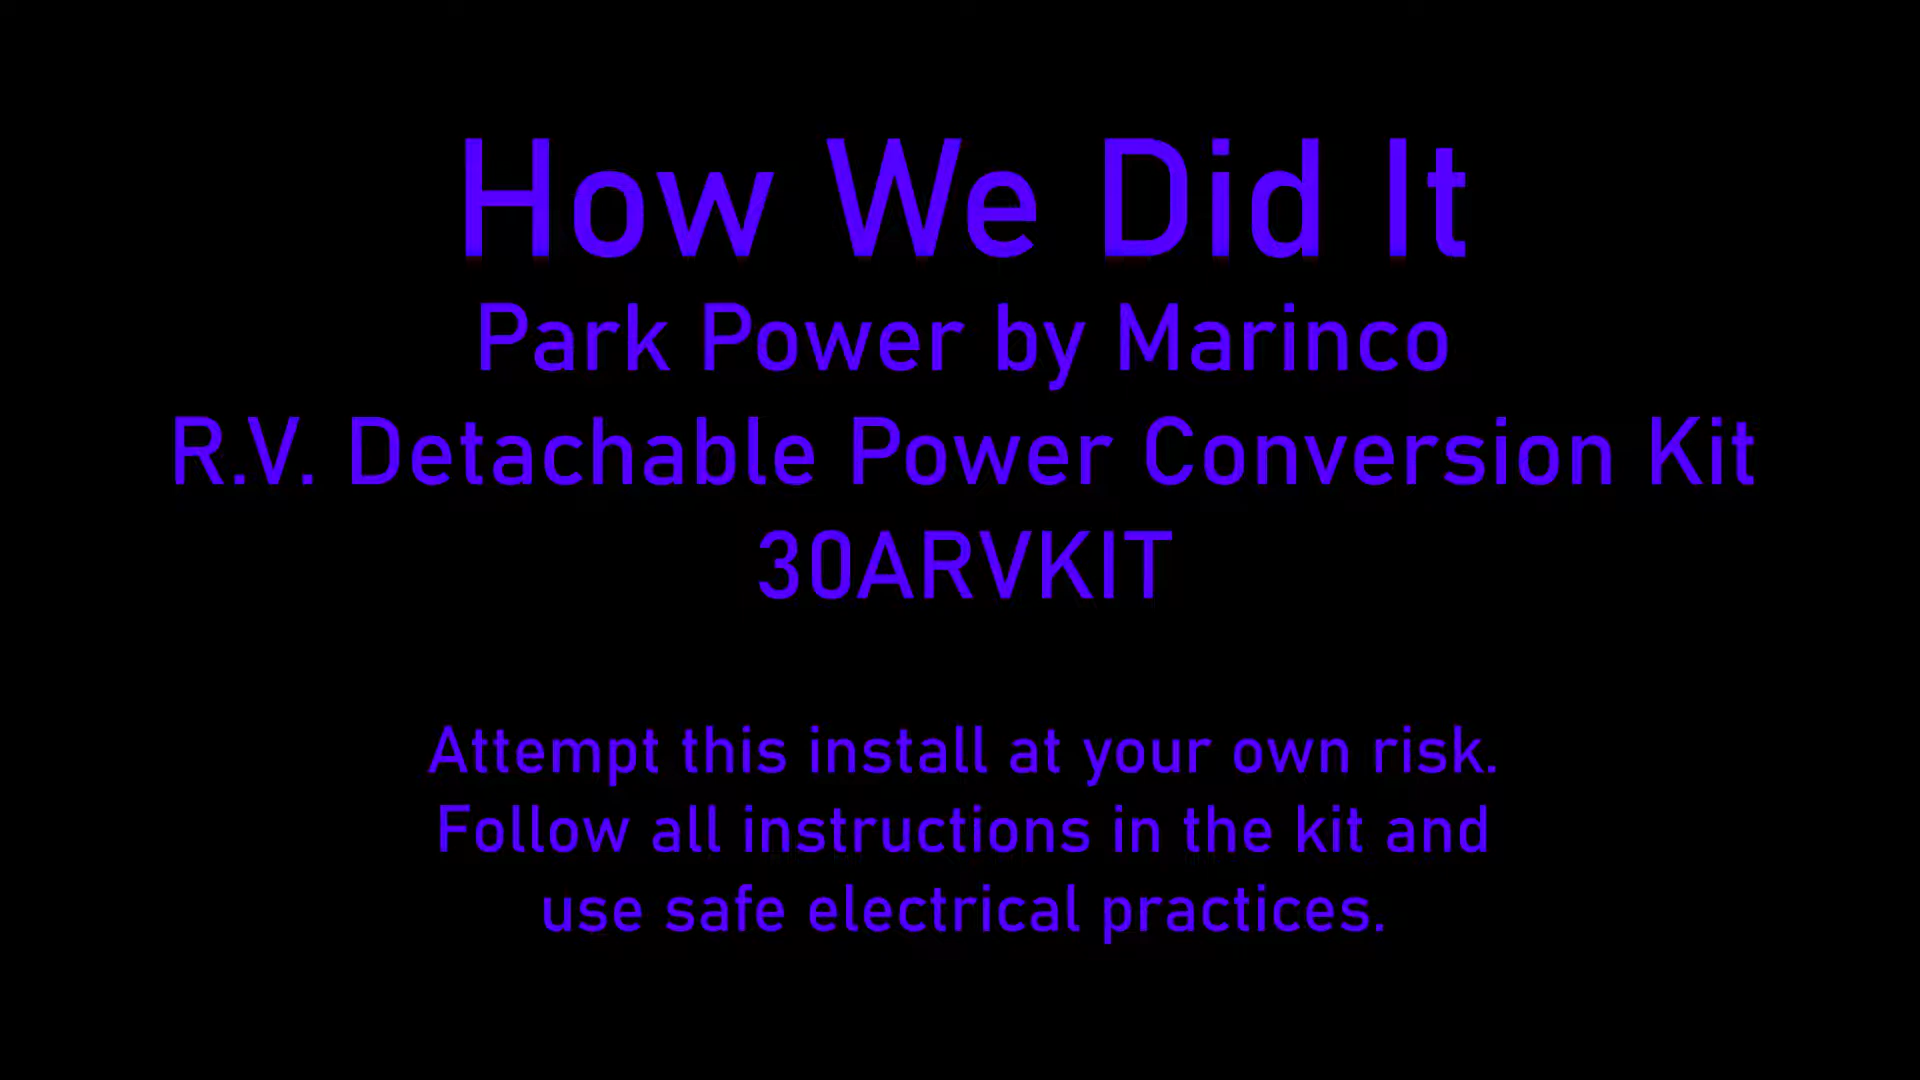 How We Did It
Park Power by Marinco
R.V. Detachable Power Conversion Kit
30ARVKIT
Attempt this install at your own risk.
Follow all instructions in the kit and
use safe electrical practices.